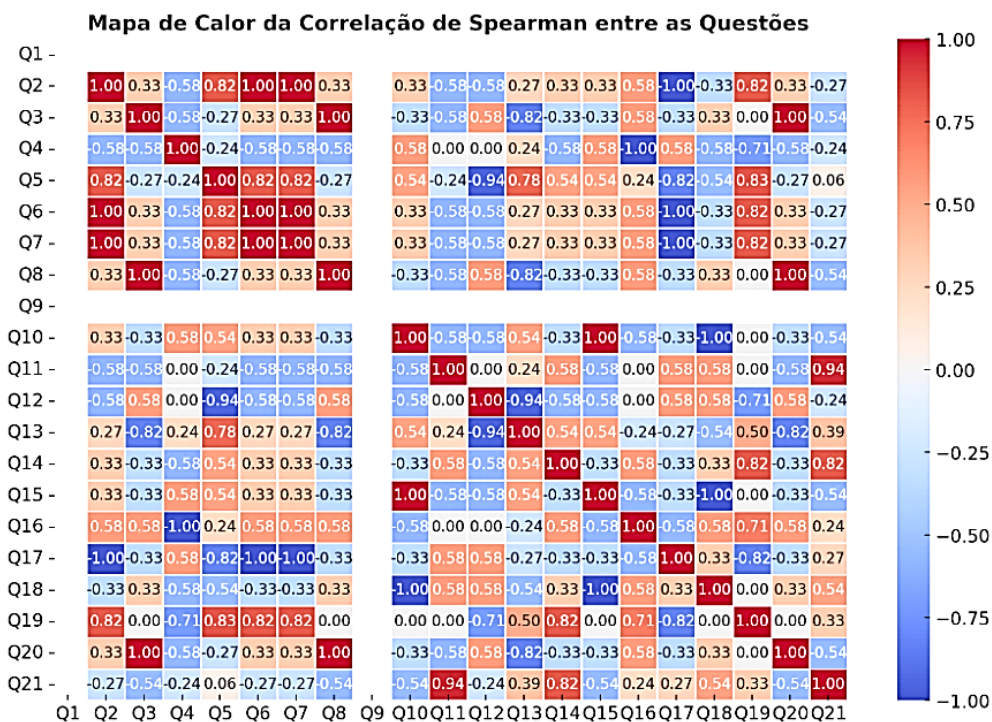 Mapa de Calor da Correlação de Spearman entre as Questões
Q1
Q2 1.00 0.33 -0.58 0.82 1.00 1.00 0.33 0.33 -0.58 -0.58 0.27 0.33 0.33 0.58 -1.00 -0.33 0.82 0.33 -0.27
Q3 0.33 1.00 -0.58 -0.27 0.33 0.33 1.00 -0.33 -0.58 0.58 -0.82 -0.33 -0.33 0.58 -0.33 0.33 0.00 1.00 -0.54
Q4 -0.58 -0.58 1.00 -0.24 -0.58 -0.58 -0.58 0.58 0.00 0.00 0.24 -0.58 0.58 -1.00 0.58 -0.58 -0.71 -0.58 -0.24
Q5 0.82 -0.27 -0.24 1.00 0.82 0.82 -0.27 0.54 -0.24 -0.94 0.78 0.54 0.54 0.24 -0.82 -0.54 0.83 -0.27 0.06
Q6 1.00 0.33 -0.58 0.82 1.00 1.00 0.33 0.33 -0.58 -0.58 0.27 0.33 0.33 0.58 -1.00 -0.33 0.82 0.33 -0.27
Q7 1.00 0.33 -0.58 0.82 1.00 1.00 0.33 0.33 -0.58 -0.58 0.27 0.33 0.33 0.58 -1.00 -0.33 0.82 0.33 -0.27
Q8 0.33 1.00 -0.58 -0.27 0.33 0.33 1.00 -0.33 -0.58 0.58 -0.82 -0.33 -0.33 0.58 -0.33 0.33 0.00 1.00 -0.54
Q9
Q10 0.33 -0.33 0.58 0.54 0.33 0.33 -0.33 1.00 -0.58 -0.58 0.54 -0.33 1.00 -0.58 -0.33 -1.00 0.00 -0.33 -0.54
Q11 -0.58 -0.58 0.00 -0.24 -0.58 -0.58 -0.58 -0.58 1.00 0.00 0.24 0.58 -0.58 0.00 0.58 0.58 0.00 -0.58 0.94
Q12 -0.58 0.58 0.00 -0.94 -0.58 -0.58 0.58 -0.58 0.00 1.00 -0.94 -0.58 -0.58 0.00 0.58 0.58 -0.71 0.58 -0.24
Q13 0.27 -0.82 0.24 0.78 0.27 0.27 -0.82 0.54 0.24 -0.94 1.00 0.54 0.54 -0.24 -0.27 -0.54 0.50 -0.82 0.39
Q14 0.33 -0.33 -0.58 0.54 0.33 0.33 -0.33 -0.33 0.58 -0.58 0.54 1.00 -0.33 0.58 -0.33 0.33 0.82 -0.33 0.82
Q15 0.33 -0.33 0.58 0.54 0.33 0.33 -0.33 1.00 -0.58 -0.58 0.54 -0.33 1.00 -0.58 -0.33 -1.00 0.00 -0.33 -0.54
Q16 0.58 0.58 -1.00 0.24 0.58 0.58 0.58 -0.58 0.00 0.00 -0.24 0.58 -0.58 1.00 -0.58 0.58 0.71 0.58 0.24
Q17 -1.00 -0.33 0.58 -0.82 -1.00 -1.00 -0.33 -0.33 0.58 0.58 -0.27 -0.33 -0.33 -0.58 1.00 0.33 -0.82 -0.33 0.27
Q18 -0.33 0.33 -0.58 -0.54 -0.33 -0.33 0.33 -1.00 0.58 0.58 -0.54 0.33 -1.00 0.58 0.33 1.00 0.00 0.33 0.54
Q19 0.82 0.00 -0.71 0.83 0.82 0.82 0.00 0.00 0.00 -0.71 0.50 0.82 0.00 0.71 -0.82 0.00 1.00 0.00 0.33
Q20 0.33 1.00 -0.58 -0.27 0.33 0.33 1.00 -0.33 -0.58 0.58 -0.82 -0.33 -0.33 0.58 -0.33 0.33 0.00 1.00 -0.54
Q21 -0.27 -0.54 -0.24 0.06 -0.27 -0.27 -0.54 -0.54 0.94 -0.24 0.39 0.82 -0.54 0.24 0.27 0.54 0.33 -0.54 1.00
Q1 Q2 Q3 Q4 Q5 Q6 Q7 Q8 Q9 Q10 Q11 Q12 Q13 Q14 Q15 Q16 Q17 Q18 Q19 Q20 Q21
1.00
0.75
0.50
0.25
0.00
−0.25
−0.50
−0.75
−1.00